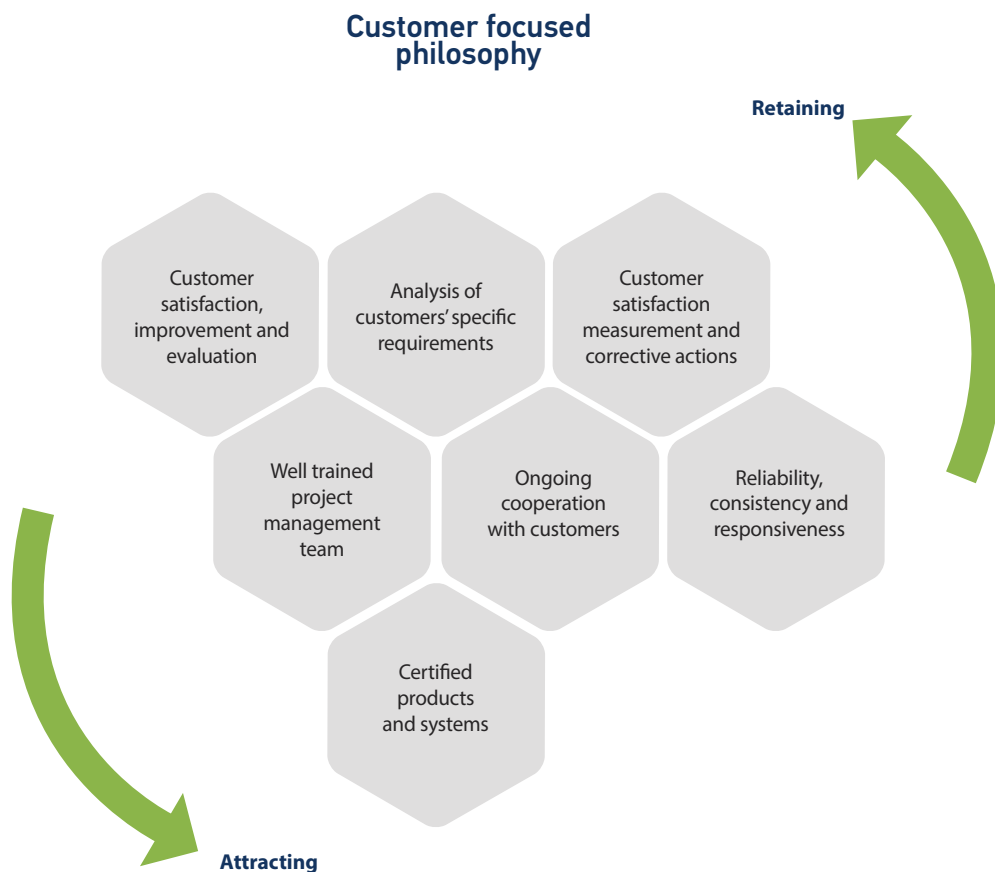 Customer focused
philosophy
Retaining
Customer
satisfaction,
improvement and
evaluation
Analysis of
customers’ specific
requirements
Customer
satisfaction
measurement and
corrective actions
Well trained
project
management
team
Ongoing
cooperation
with customers
Reliability,
consistency and
responsiveness
Certified
products
and systems
Attracting